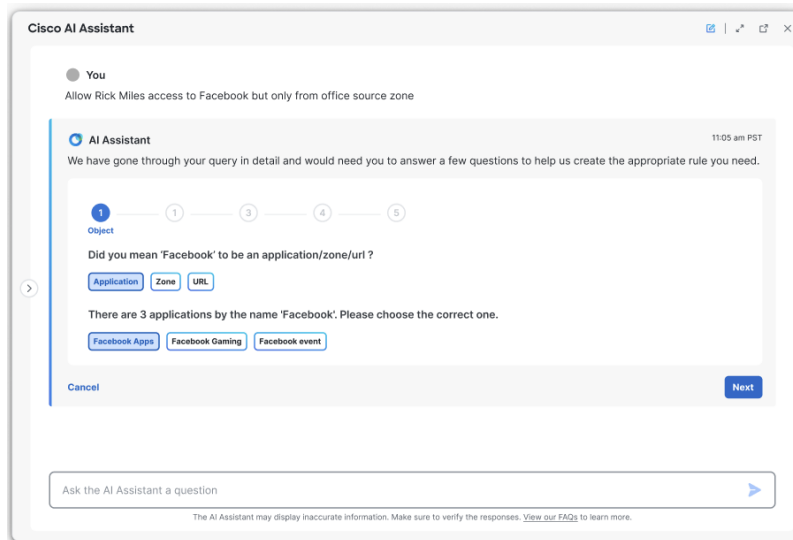 Cisco AI Assistant
You
Allow Rick Miles access to Facebook but only from office source zone
AI Assistant
11:05 am PST
We have gone through your query in detail and would need you to answer a few questions to help us create the appropriate rule you need.
1 1 3 4 5
Object
Did you mean 'Facebook' to be an application/zone/url ?
Application Zone URL
There are 3 applications by the name 'Facebook'. Please choose the correct one.
Facebook Apps Facebook Gaming Facebook event
Cancel Next
Ask the AI Assistant a question
The AI Assistant may display inaccurate information. Make sure to verify the responses. View our FAQs to learn more.